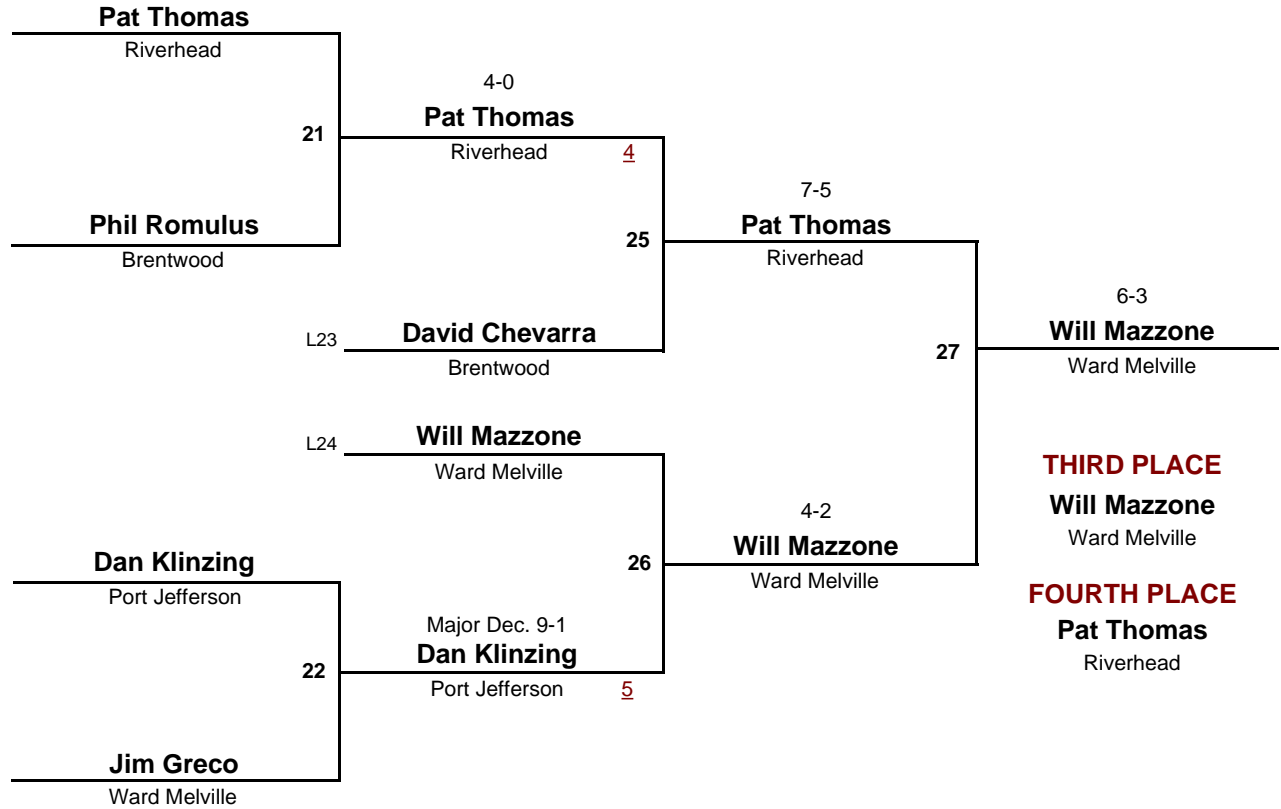 Pat Thomas
Riverhead
21
Phil Romulus
Brentwood
4-0
Pat Thomas
Riverhead 4
25
L23 David Chevarra
Brentwood
7-5
Pat Thomas
Riverhead
27
6-3
Will Mazzone
Ward Melville
L24 Will Mazzone
Ward Melville
26
4-2
Will Mazzone
Ward Melville
Dan Klinzing
Port Jefferson
22
Major Dec. 9-1
Dan Klinzing
Port Jefferson 5
Jim Greco
Ward Melville
THIRD PLACE
Will Mazzone
Ward Melville
FOURTH PLACE
Pat Thomas
Riverhead